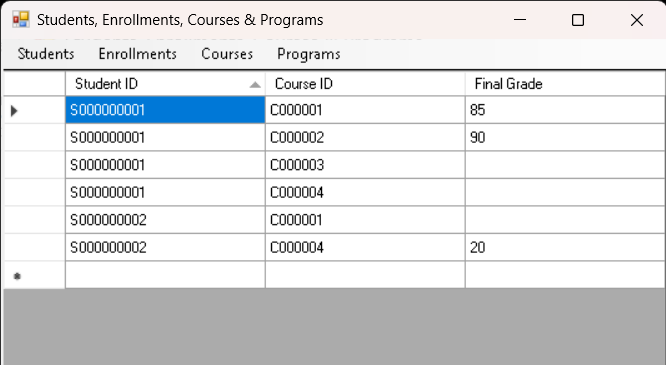 Students, Enrollments, Courses & Programs
Students Enrollments Courses Programs
Student ID Course ID Final Grade
S000000001 C000001 85
S000000001 C000002 90
S000000001 C000003
S000000001 C000004
S000000002 C000001
S000000002 C000004 20